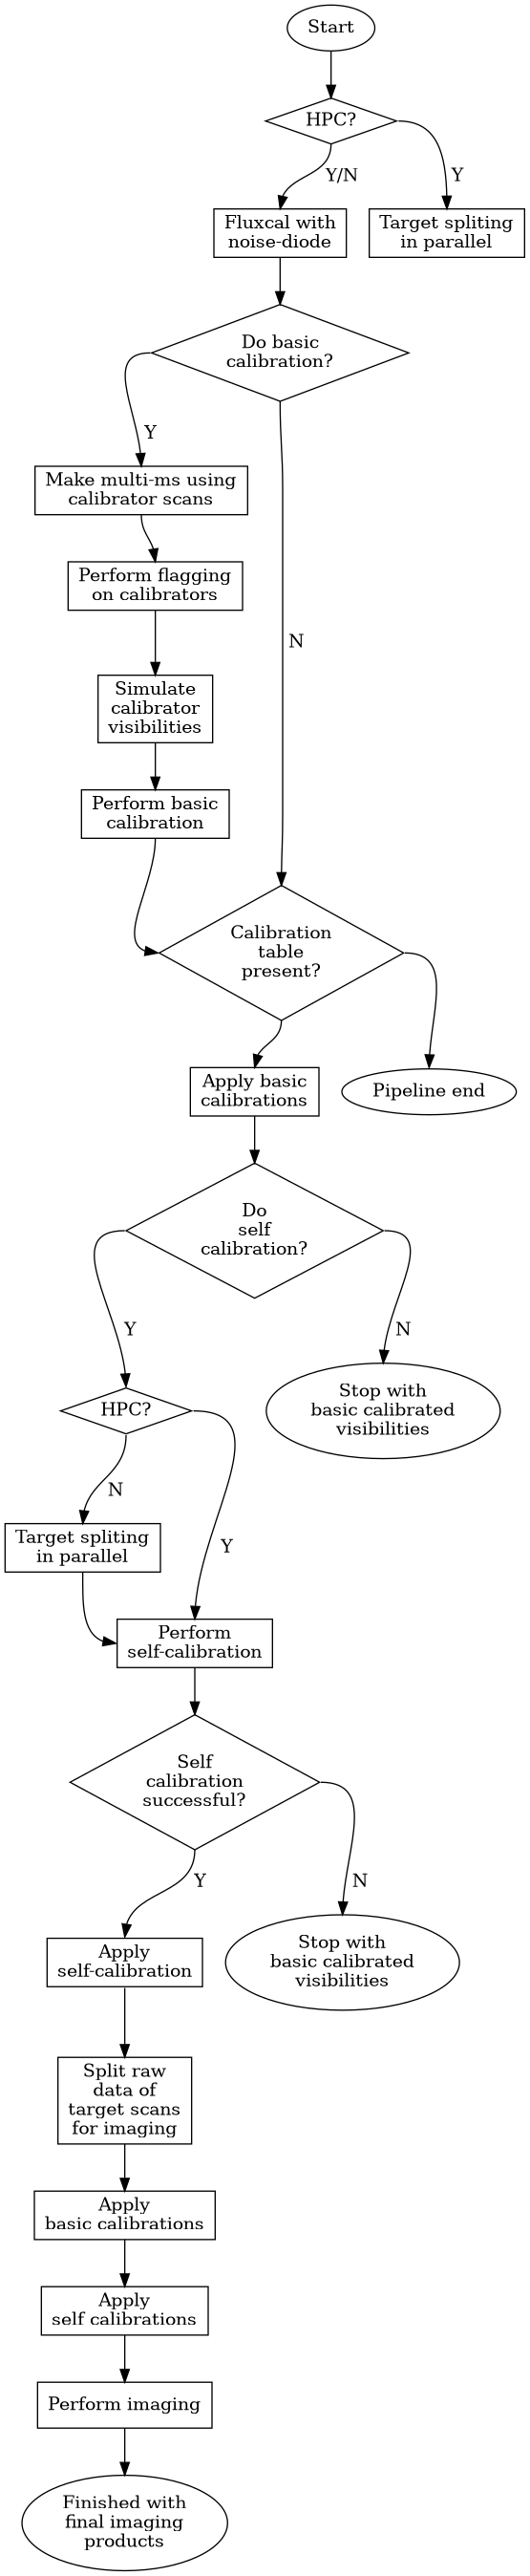 Start
HPC?
Y/N
Y
Fluxcal with
noise-diode
Target spliting
in parallel
Do basic
calibration?
Y
Make multi-ms using
calibrator scans
Perform flagging
on calibrators
N
Simulate
calibrator
visibilities
Perform basic
calibration
Calibration
table
present?
Apply basic
calibrations
Pipeline end
Do
self
calibration?
Y
N
HPC?
Stop with
basic calibrated
visibilities
N
Target spliting
in parallel
Y
Perform
self-calibration
Self
calibration
successful?
Y
N
Apply
self-calibration
Stop with
basic calibrated
visibilities
Split raw
data of
target scans
for imaging
Apply
basic calibrations
Apply
self calibrations
Perform imaging
Finished with
final imaging
products